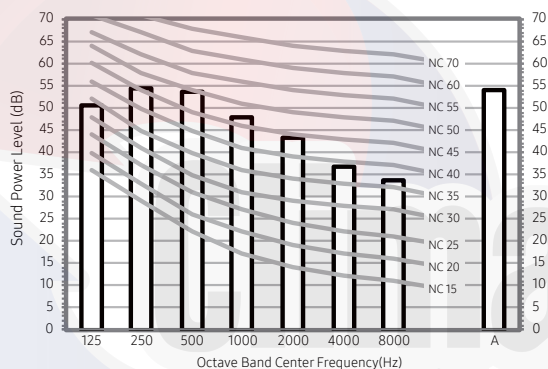 70 70
65 65
60 60
55 55
50 50
45 45
40 40
35 35
30 30
25 25
20 20
15 15
10 10
5 5
0 0
Sound Power Level (dB)
NC 70
NC 60
NC 55
NC 50
NC 45
NC 40
NC 35
NC 30
NC 25
NC 20
NC 15
125 250 500 1000 2000 4000 8000 A
Octave Band Center Frequency(Hz)